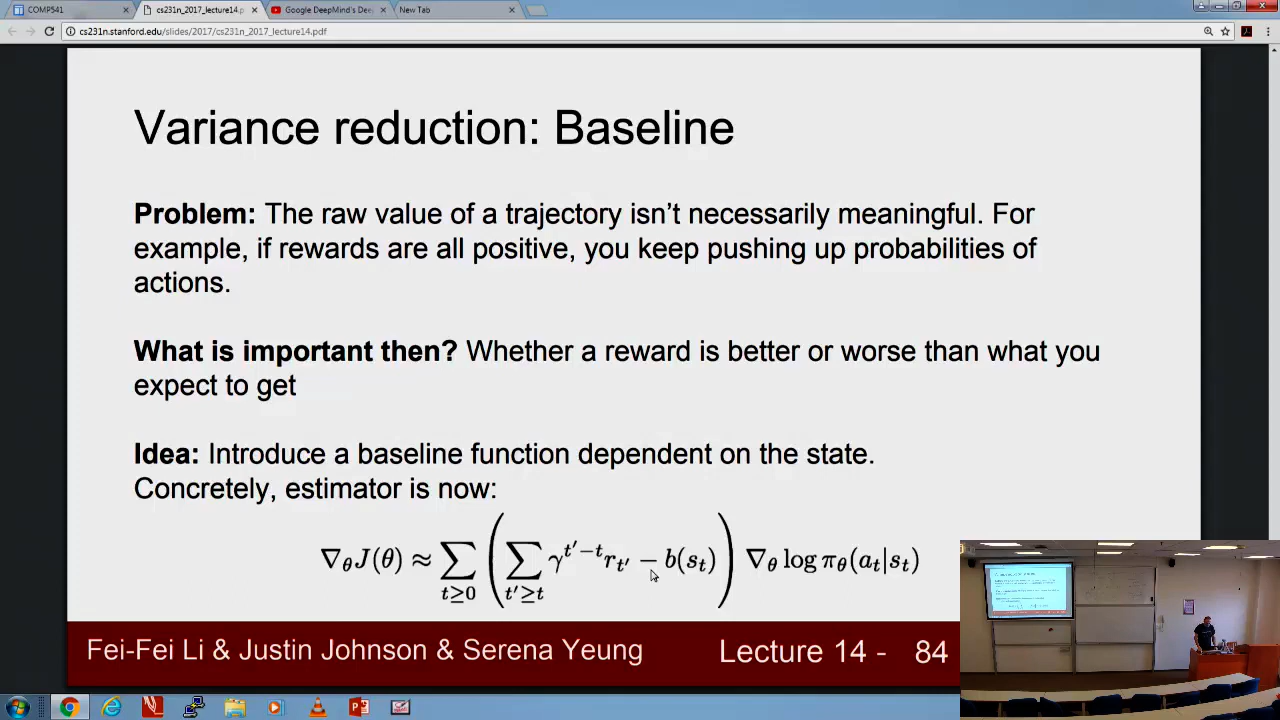 COMP541
cs231n_2017_lecture14.p
Google DeepMind's Dee
New Tab
cs231n.stanford.edu/slides/2017/cs231n_2017_lecture14.pdf
Variance reduction: Baseline
Problem: The raw value of a trajectory isn't necessarily meaningful. For
example, if rewards are all positive, you keep pushing up probabilities of
actions.
What is important then? Whether a reward is better or worse than what you
expect to get
Idea: Introduce a baseline function dependent on the state.
Concretely, estimator is now:
∇θJ(θ) ≈ ∑t≥0 (∑t′≥t γ^{t′−t} r_{t′} − b(s_t)) ∇θ log πθ(a_t|s_t)
Fei-Fei Li & Justin Johnson & Serena Yeung
Lecture 14 - 84